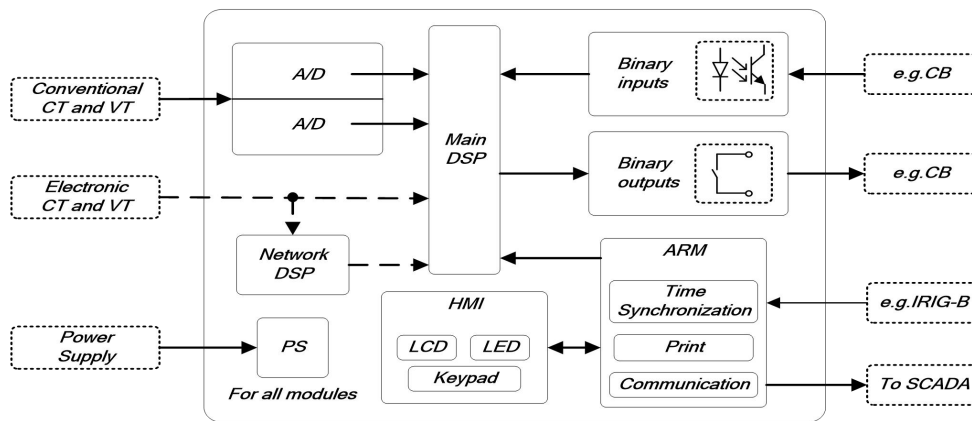 Conventional
CT and VT
Electronic
CT and VT
Power
Supply
A/D
A/D
Network
DSP
PS
For all modules
Main
DSP
HMI
LCD
LED
Keypad
Binary
inputs
Binary
outputs
ARM
Time
Synchronization
Print
Communication
e.g.CB
e.g.CB
e.g.IRIG-B
To SCADA